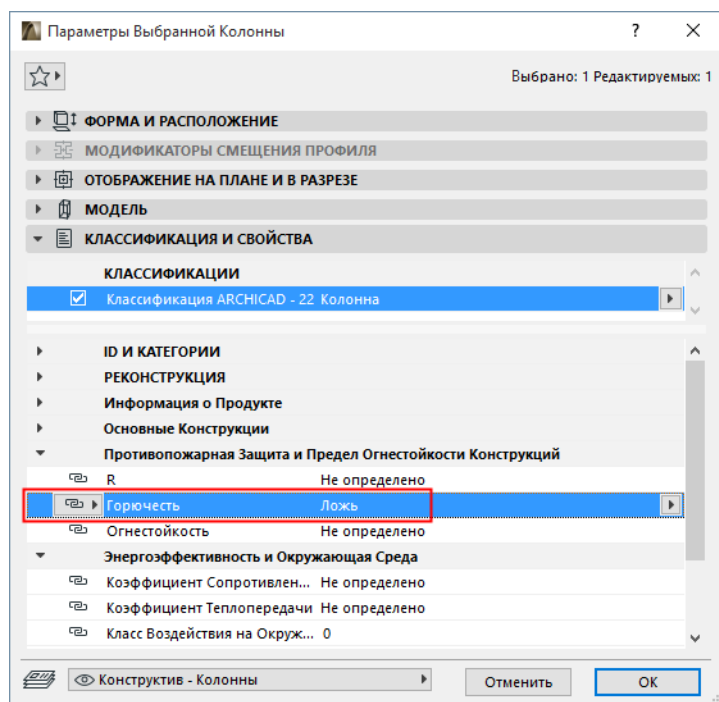 Параметры Выбранной Колонны ?
Выбрано: 1 Редактируемых: 1
ФОРМА И РАСПОЛОЖЕНИЕ
МОДИФИКАТОРЫ СМЕЩЕНИЯ ПРОФИЛЯ
ОТОБРАЖЕНИЕ НА ПЛАНЕ И В РАЗРЕЗЕ
МОДЕЛЬ
КЛАССИФИКАЦИЯ И СВОЙСТВА
КЛАССИФИКАЦИИ
Классификация ARCHICAD - 22 Колонна
ID И КАТЕГОРИИ
РЕКОНСТРУКЦИЯ
Информация о Продукте
Основные Конструкции
Противопожарная Защита и Предел Огнестойкости Конструкций
R Не определено
Горючесть Ложь
Огнестойкость Не определено
Энергоэффективность и Окружающая Среда
Коэффициент Сопротивлен... Не определено
Коэффициент Теплопередачи Не определено
Класс Воздействия на Окруж... 0
Конструктив - Колонны Отменить OK